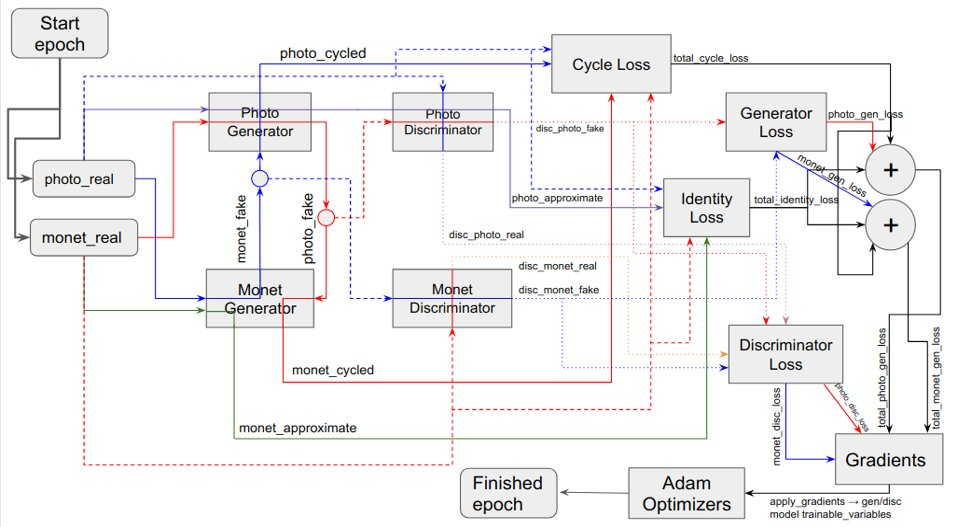 Start
epoch
photo_cycled
Cycle Loss
total_cycle_loss
Photo
Generator
Photo
Discriminator
disc_photo_fake
Generator
Loss
photo_gen_loss
+
monet_gen_loss
photo_real
monet_fake
photo_fake
photo_approximate
Identity
Loss
total_identity_loss
+
monet_real
disc_photo_real
disc_monet_real
disc_monet_fake
Monet
Generator
Monet
Discriminator
Discriminator
Loss
total_photo_gen_loss
total_monet_gen_loss
monet_cycled
monet_disc_loss
photo_disc_loss
monet_approximate
Gradients
Finished
epoch
Adam
Optimizers
apply_gradients → gen/disc
model trainable_variables